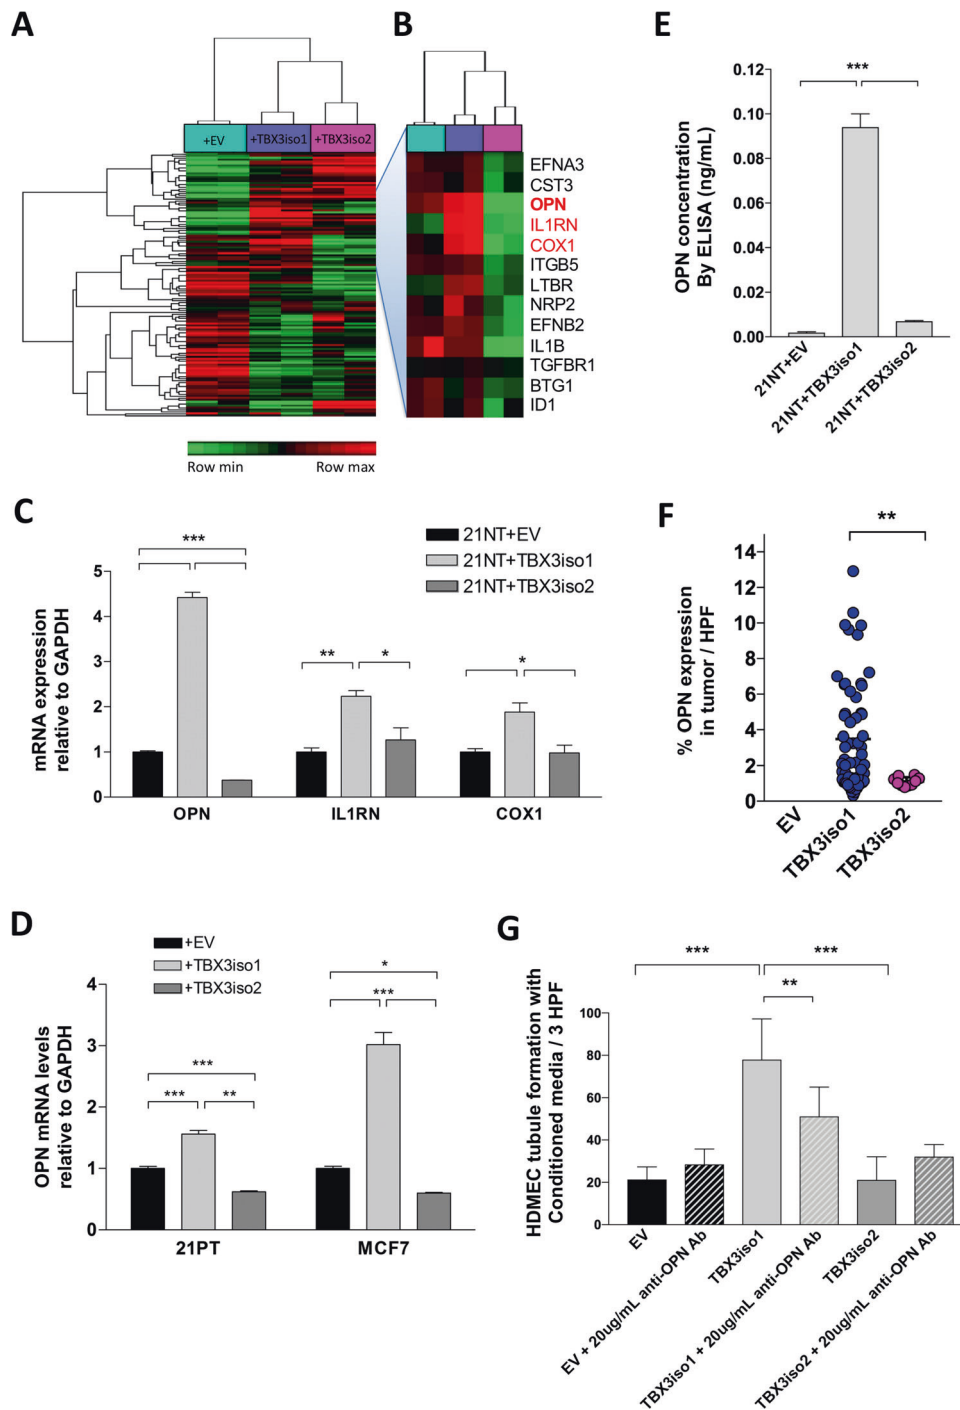 A
+EV +TBX3iso1 +TBX3iso2
Row min Row max
B
EFNA3
CST3
OPN
IL1RN
COX1
ITGB5
LTBR
NRP2
EFNB2
IL1B
TGFBR1
BTG1
ID1
E
OPN concentration
By ELISA (ng/mL)
0.12
0.10
0.08
0.06
0.04
0.02
0.00
***
21NT+EV
21NT+TBX3iso1
21NT+TBX3iso2
C
mRNA expression
relative to GAPDH
5
4
3
2
1
0
21NT+EV
21NT+TBX3iso1
21NT+TBX3iso2
***
** *
*
OPN IL1RN COX1
F
% OPN expression
in tumor / HPF
14
12
10
8
6
4
2
0
**
EV
TBX3iso1
TBX3iso2
D
OPN mRNA levels
relative to GAPDH
4
3
2
1
0
+EV
+TBX3iso1
+TBX3iso2
***
*** **
*
***
21PT MCF7
G
HDMEC tubule formation with
Conditioned media / 3 HPF
100
80
60
40
20
0
*** ***
**
EV
EV + 20ug/mL anti-OPN Ab
TBX3iso1
TBX3iso1 + 20ug/mL anti-OPN Ab
TBX3iso2
TBX3iso2 + 20ug/mL anti-OPN Ab